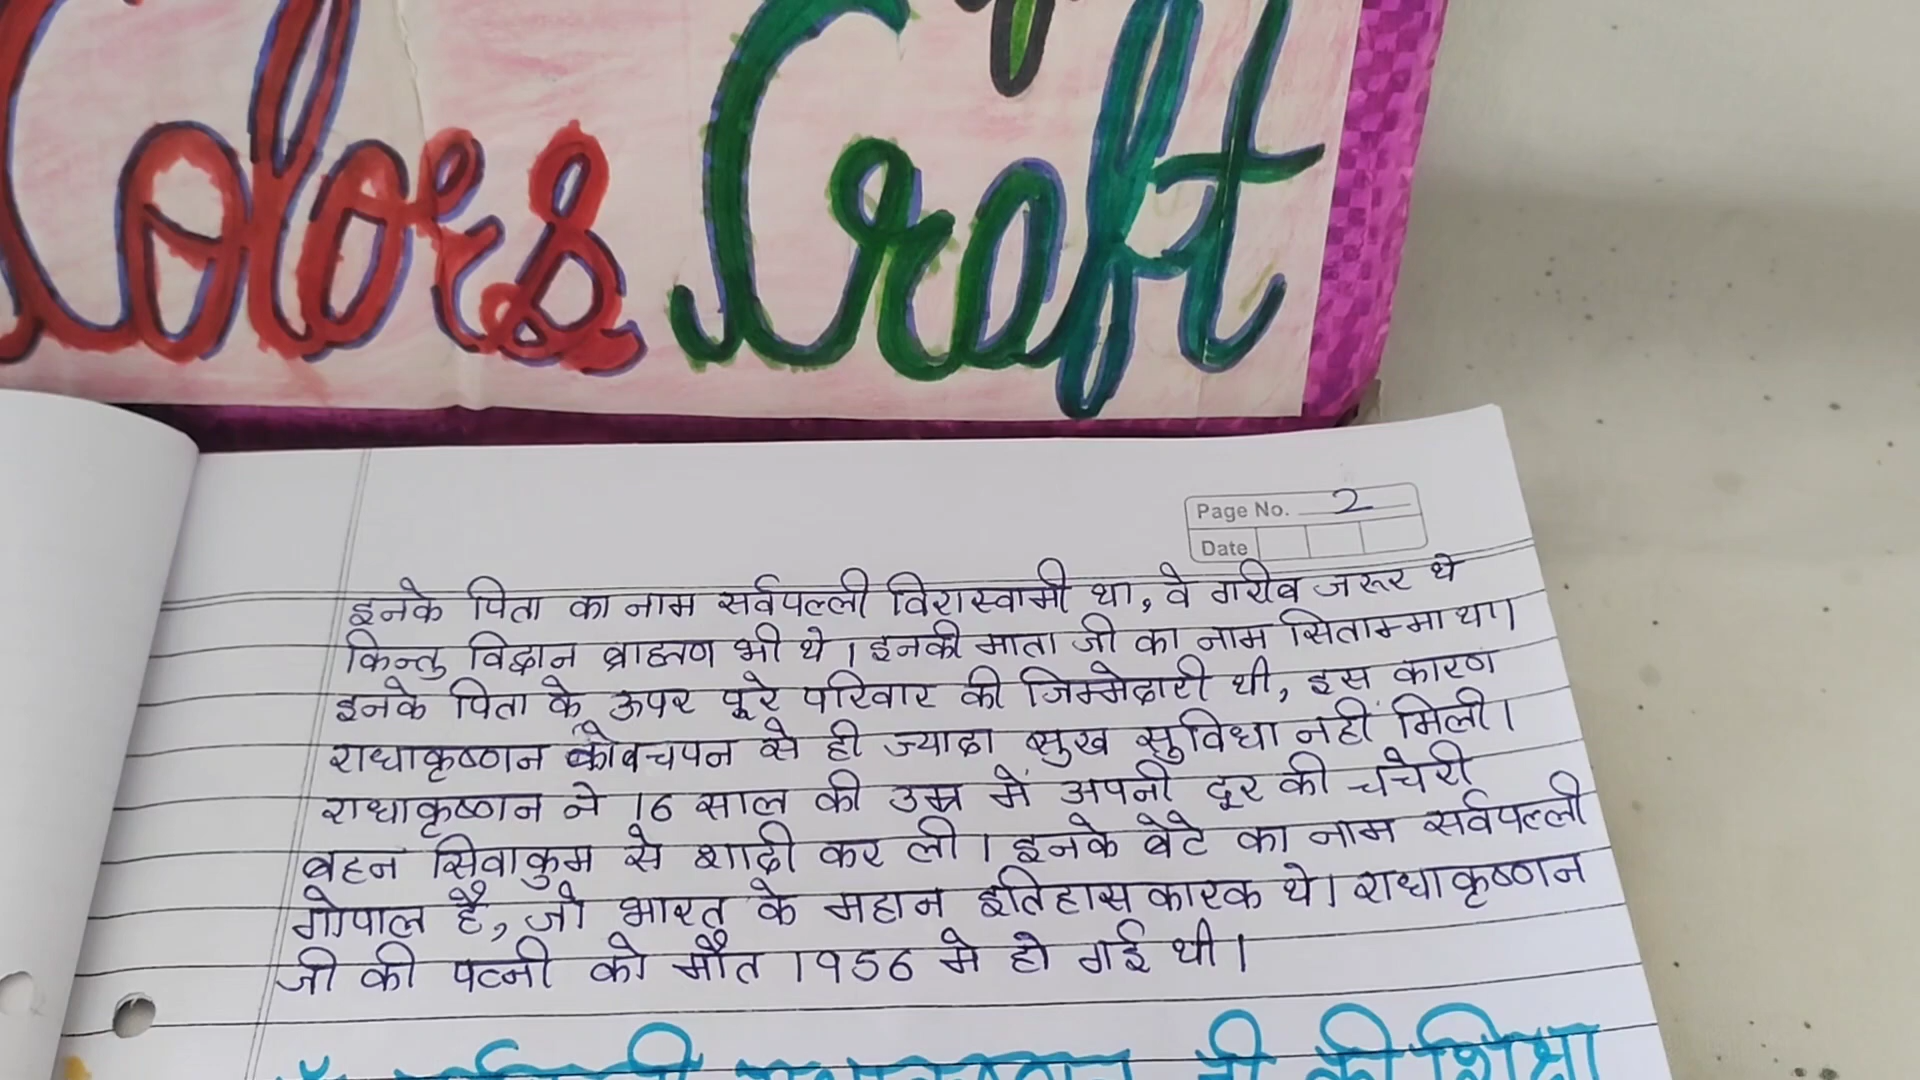 Colors Craft
Page No. 2
Date
इनके पिता का नाम सर्वपल्ली विरास्वामी था, वे गरीब जरूर थे
किन्तु विद्वान ब्राह्मण भी थे। इनकी माता जी का नाम सिताम्मा था।
इनके पिता के ऊपर पूरे परिवार की जिम्मेदारी थी, इस कारण
राधाकृष्णन को बचपन से ही ज्यादा सुख सुविधा नहीं मिली।
राधाकृष्णन ने 16 साल की उम्र में अपनी दूर की चचेरी
बहन सिवाकुम से शादी कर ली। इनके बेटे का नाम सर्वपल्ली
गोपाल है, जो भारत के महान इतिहासकारक थे। राधाकृष्णन
जी की पत्नी की मौत 1956 मे हो गई थी।
जी की शिक्षा